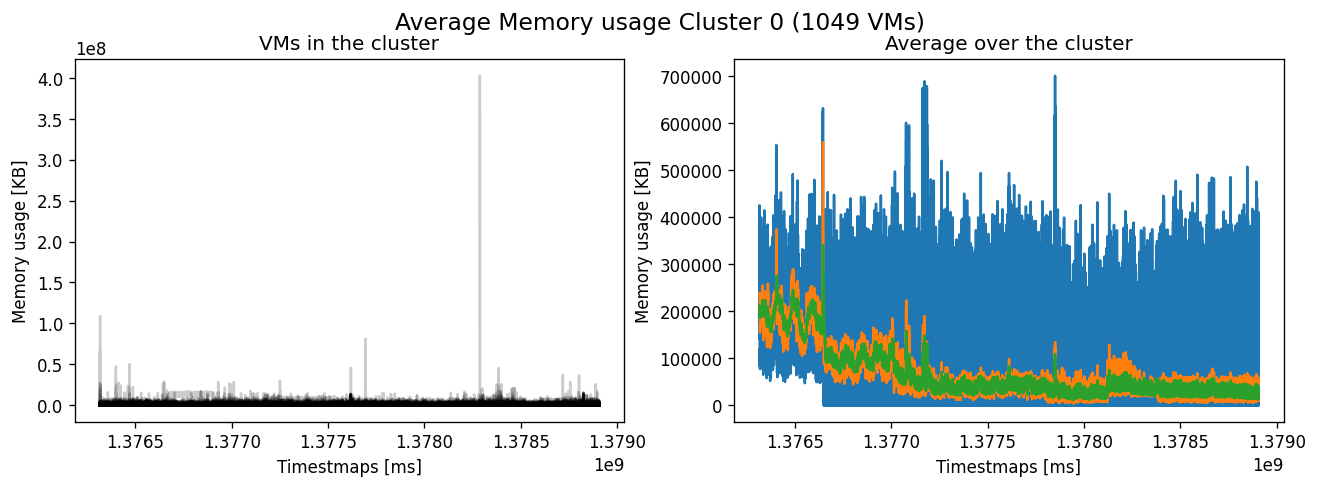 Average Memory usage Cluster 0 (1049 VMs)
VMs in the cluster
1e8
4.0
3.5
3.0
2.5
2.0
1.5
1.0
0.5
0.0
Memory usage [KB]
1.3765
1.3770
1.3775
1.3780
1.3785
1.3790
1e9
Timestmaps [ms]
Average over the cluster
700000
600000
500000
400000
300000
200000
100000
0
Memory usage [KB]
1.3765
1.3770
1.3775
1.3780
1.3785
1.3790
1e9
Timestmaps [ms]